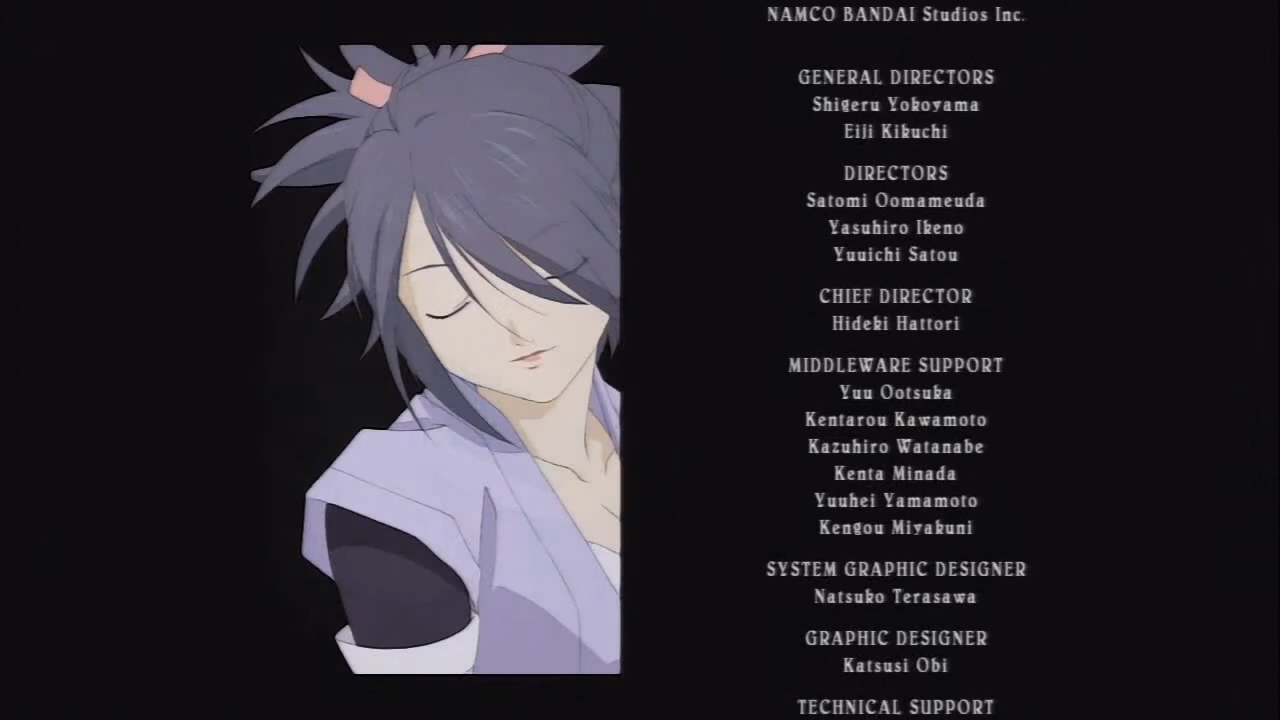 NAMCO BANDAI Studios Inc.
GENERAL DIRECTORS
Shigeru Yokoyama
Eiji Kikuchi
DIRECTORS
Satomi Oomameuda
Yasuhiro Ikeno
Yuuichi Satou
CHIEF DIRECTOR
Hideki Hattori
MIDDLEWARE SUPPORT
Yuu Ootsuka
Kentarou Kawamoto
Kazuhiro Watanabe
Kenta Minada
Yuuhei Yamamoto
Kengou Miyakuni
SYSTEM GRAPHIC DESIGNER
Natsuko Terasawa
GRAPHIC DESIGNER
Katsusi Obi
TECHNICAL SUPPORT